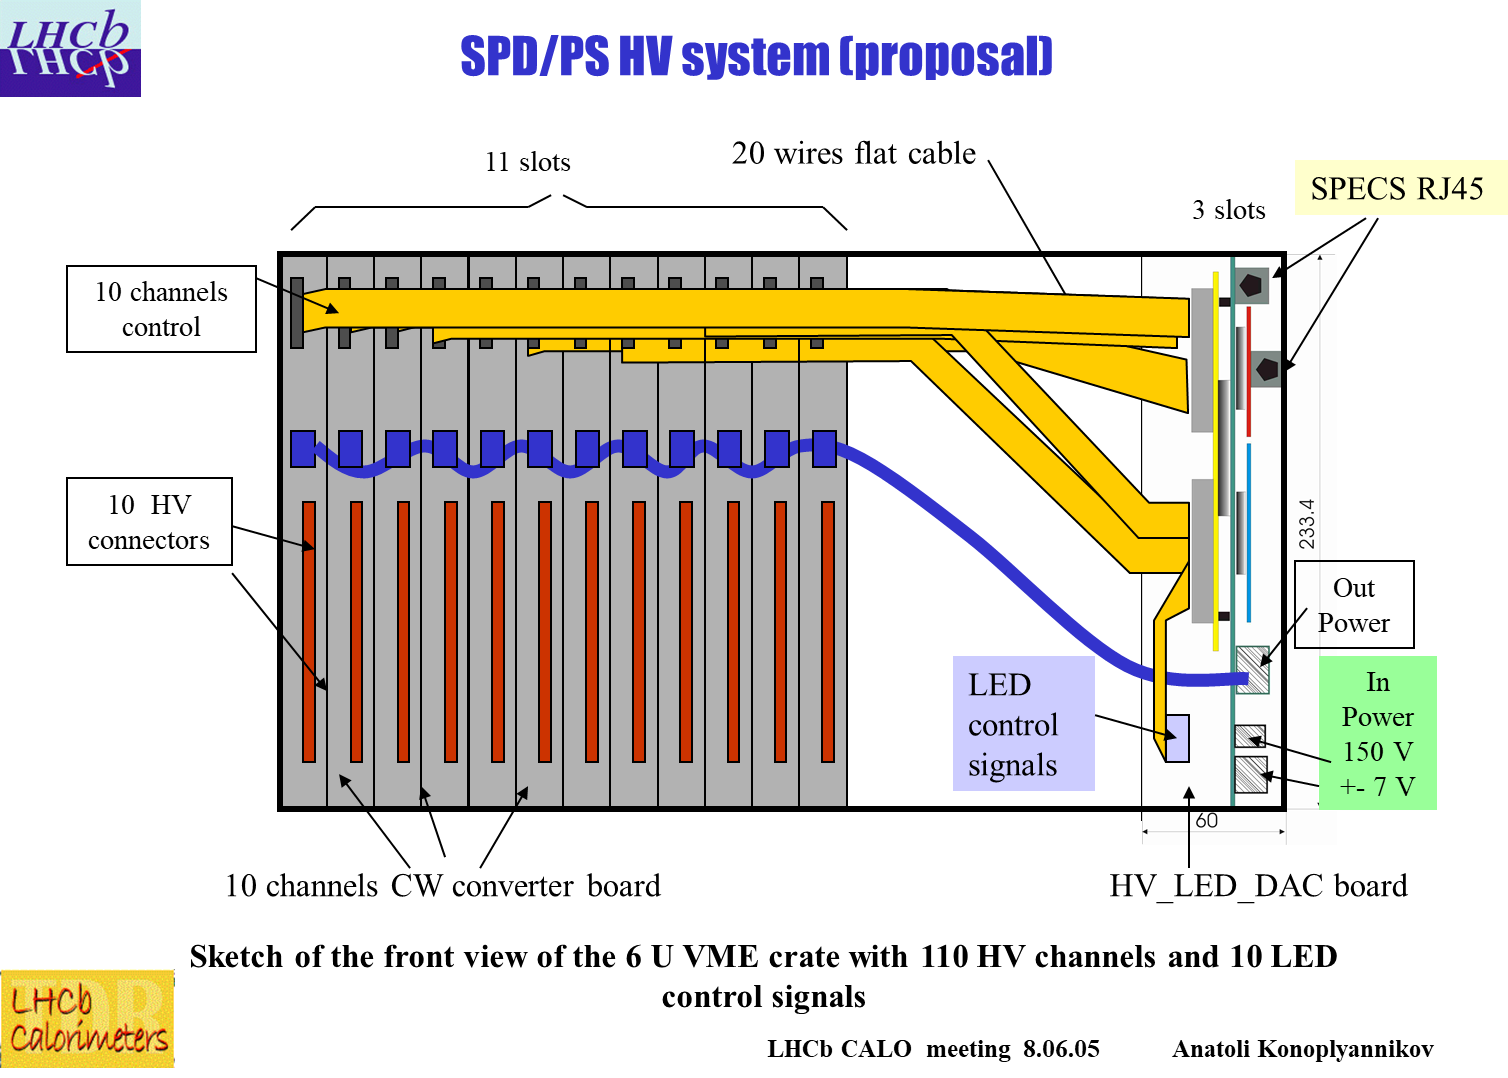 LHCb
SPD/PS HV system (proposal)
11 slots
20 wires flat cable
3 slots
SPECS RJ45
10 channels
control
10 HV
connectors
233.4
Out
Power
LED
control
signals
In
Power
150 V
+- 7 V
60
10 channels CW converter board
HV_LED_DAC board
Sketch of the front view of the 6 U VME crate with 110 HV channels and 10 LED
control signals
LHCb
Calorimeters
LHCb CALO meeting 8.06.05
Anatoli Konoplyannikov